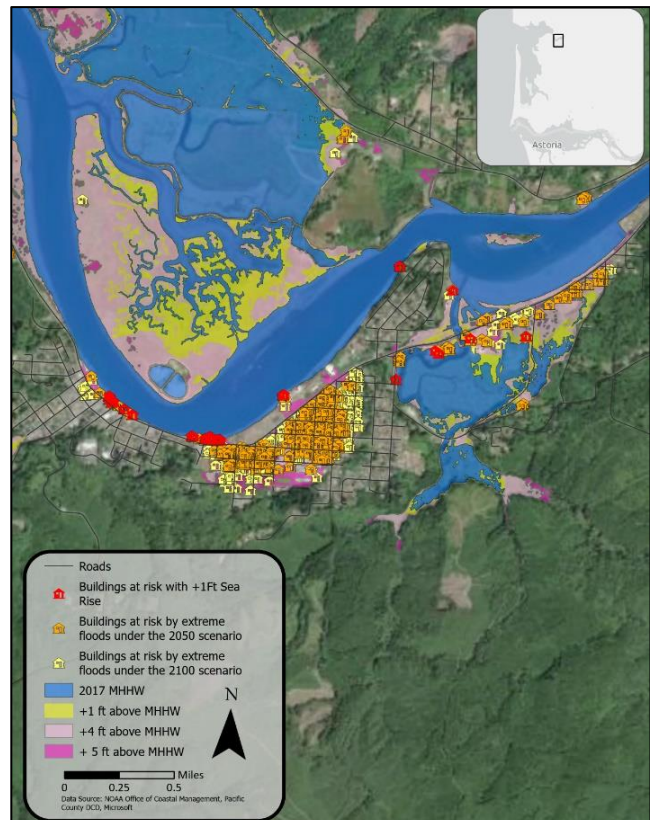 Astoria
Roads
Buildings at risk with +1Ft Sea
Rise
Buildings at risk by extreme
floods under the 2050 scenario
Buildings at risk by extreme
floods under the 2100 scenario
2017 MHHW
+1 ft above MHHW
+4 ft above MHHW
+ 5 ft above MHHW
N
0 0.25 0.5 Miles
Data Source: NOAA Office of Coastal Management, Pacific
County DCD, Microsoft